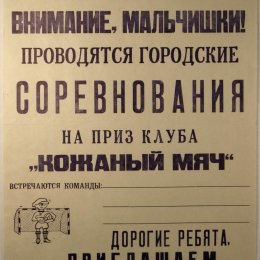 ВНИМАНИЕ, МАЛЬЧИШКИ!
ПРОВОДЯТСЯ ГОРОДСКИЕ
СОРЕВНОВАНИЯ
НА ПРИЗ КЛУБА
„КОЖАНЫЙ МЯЧ“
ВСТРЕЧАЮТСЯ КОМАНДЫ:
ДОРОГИЕ РЕБЯТА,
ПРИГЛАШАЕМ